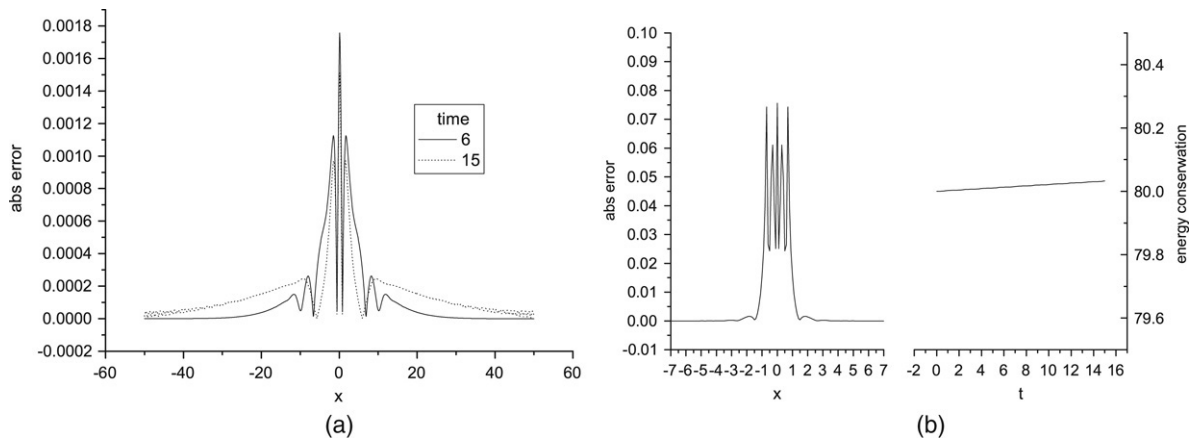 0.0018
0.0016
0.0014
0.0012
0.0010
0.0008
0.0006
0.0004
0.0002
0.0000
-0.0002
abs error
-60 -40 -20 0 20 40 60
x
time
6
15
(a)
0.10
0.09
0.08
0.07
0.06
0.05
0.04
0.03
0.02
0.01
0.00
-0.01
abs error
-7 -6 -5 -4 -3 -2 -1 0 1 2 3 4 5 6 7
x
80.4
80.2
80.0
79.8
79.6
energy conserwation
-2 0 2 4 6 8 10 12 14 16
t
(b)